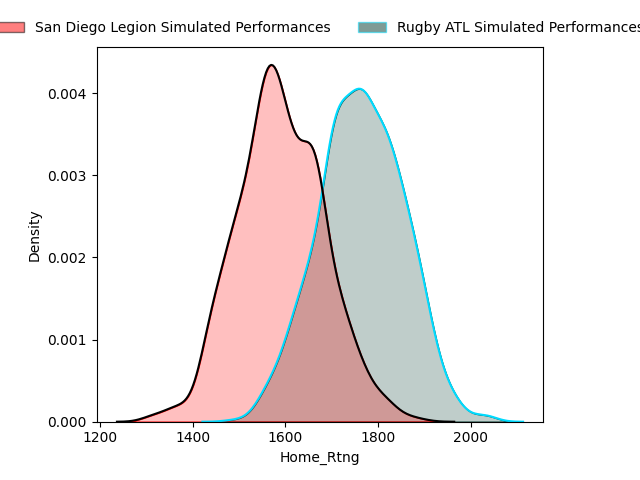 San Diego Legion Simulated Performances Rugby ATL Simulated Performances
0.004
0.003
0.002
0.001
0.000
Density
1200 1400 1600 1800 2000
Home_Rtng